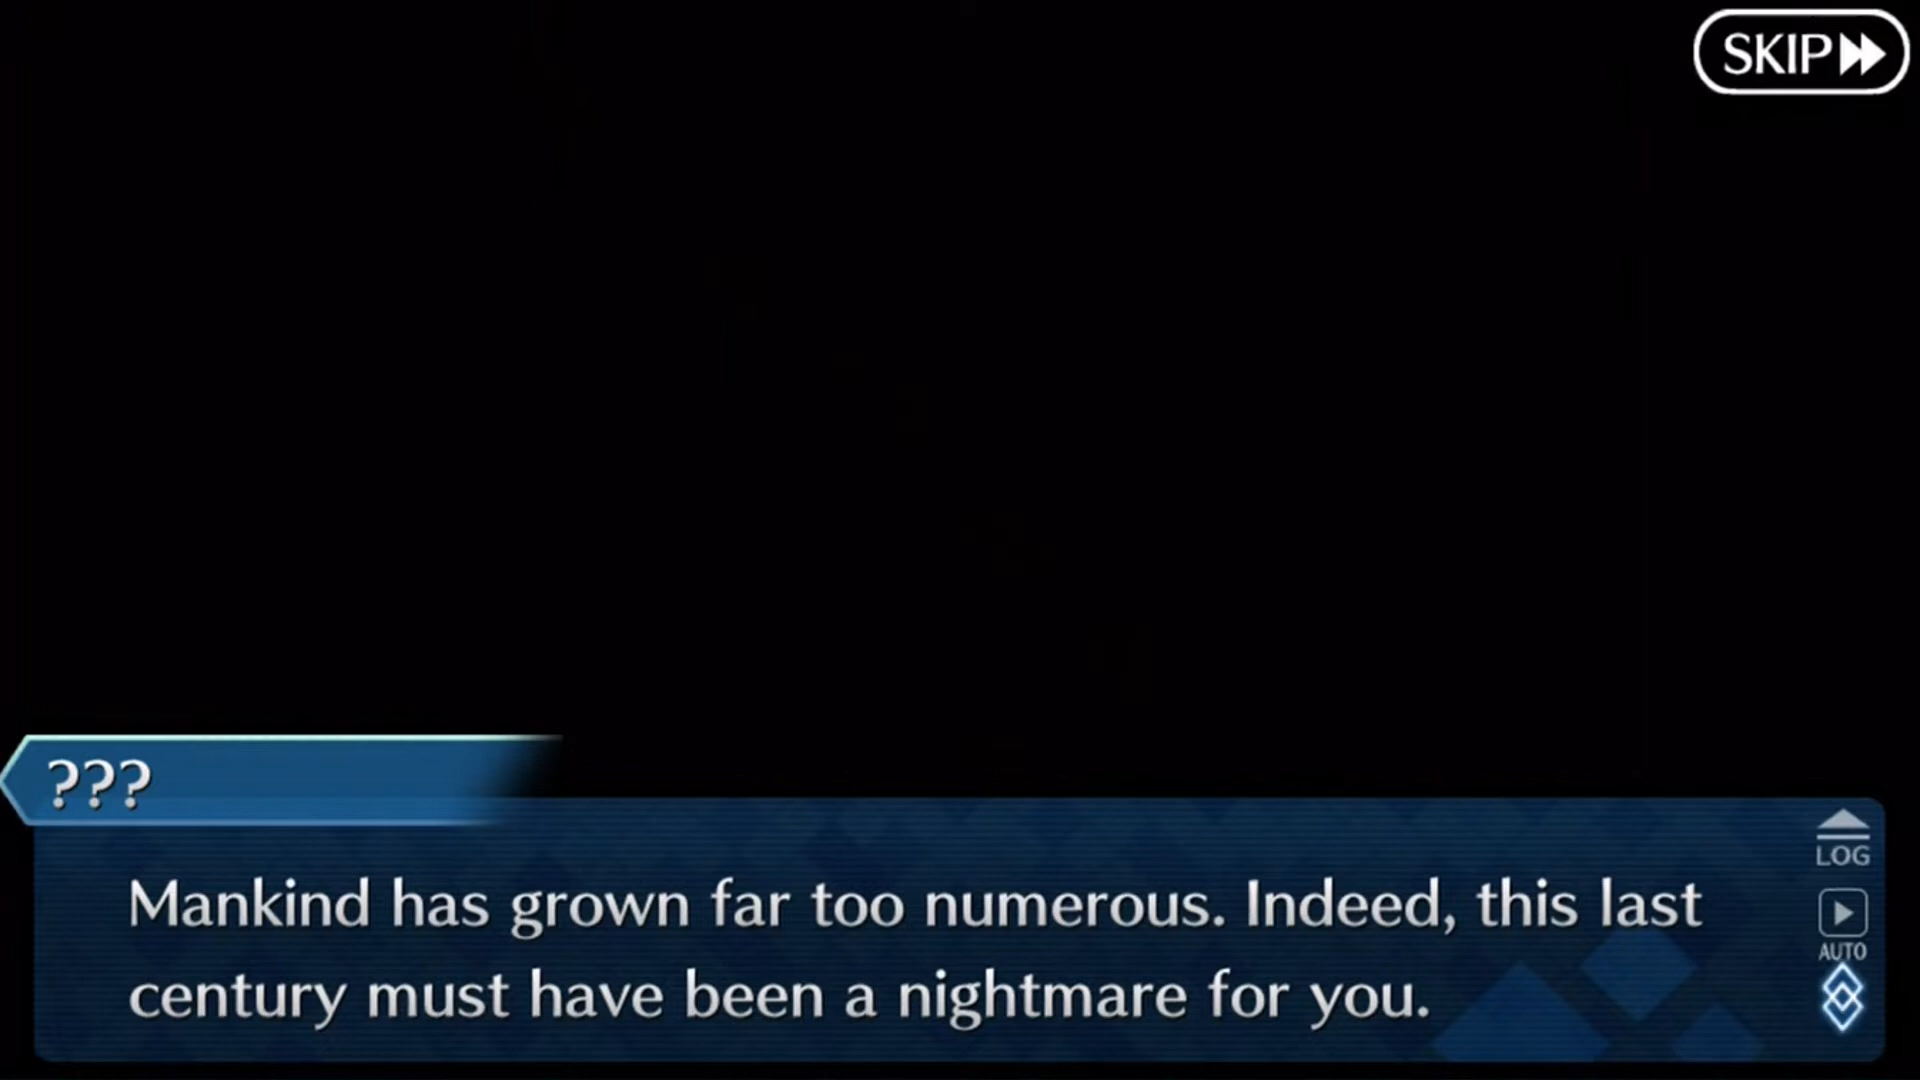 SKIP
???
Mankind has grown far too numerous. Indeed, this last
century must have been a nightmare for you.
LOG
AUTO